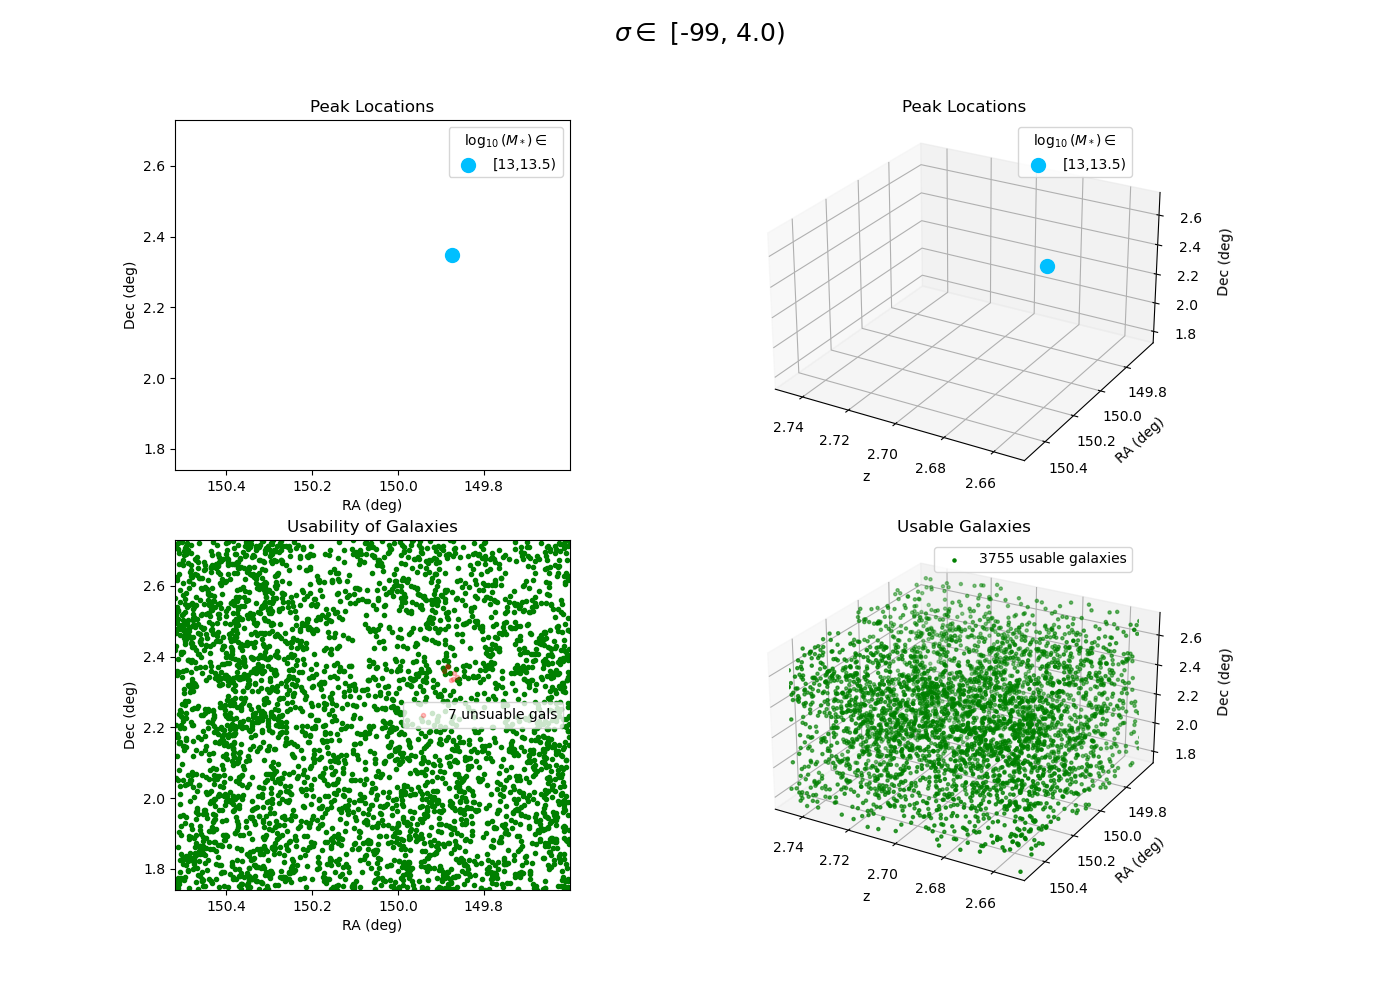 σ ∈ [-99, 4.0)
Peak Locations
log₁₀(M*) ∈
[13,13.5)
2.6
2.4
2.2
2.0
1.8
Dec (deg)
150.4 150.2 150.0 149.8
RA (deg)
Peak Locations
log₁₀(M*) ∈
[13,13.5)
2.6
2.4
2.2
2.0
1.8
Dec (deg)
149.8
150.0
150.2
150.4
RA (deg)
2.74
2.72
2.70
2.68
2.66
z
Usability of Galaxies
2.6
2.4
2.2
2.0
1.8
Dec (deg)
7 unsuable gals
150.4 150.2 150.0 149.8
RA (deg)
Usable Galaxies
3755 usable galaxies
2.6
2.4
2.2
2.0
1.8
Dec (deg)
149.8
150.0
150.2
150.4
RA (deg)
2.74
2.72
2.70
2.68
2.66
z